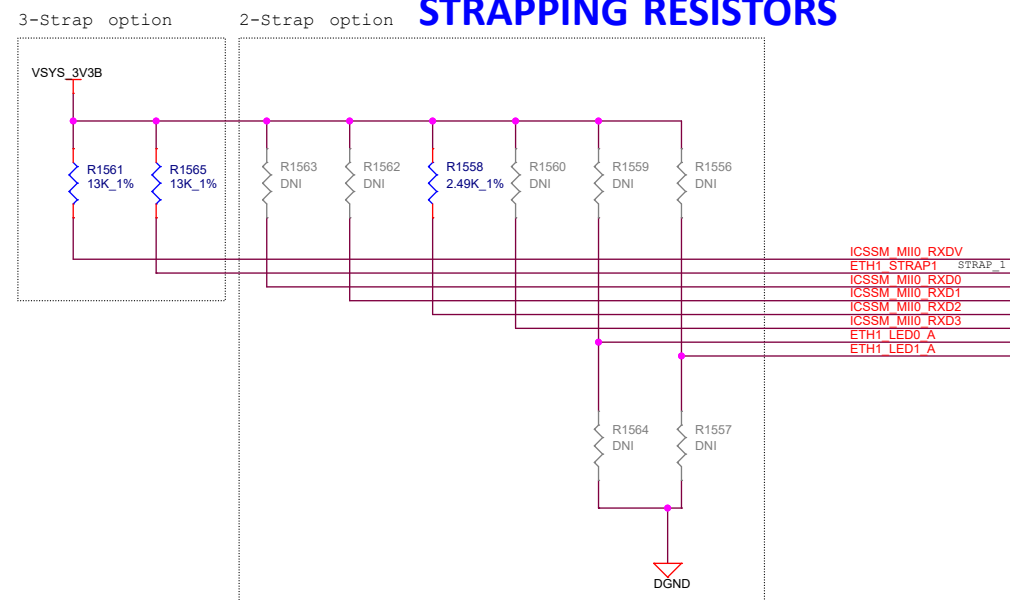 STRAPPING RESISTORS
3-Strap option
2-Strap option
VSYS_3V3B
R1561
13K_1%
R1565
13K_1%
R1563
DNI
R1562
DNI
R1558
2.49K_1%
R1560
DNI
R1559
DNI
R1556
DNI
ICSSM_MII0_RXDV
ETH1_STRAP1 STRAP_1
ICSSM_MII0_RXD0
ICSSM_MII0_RXD1
ICSSM_MII0_RXD2
ICSSM_MII0_RXD3
ETH1_LED0_A
ETH1_LED1_A
R1564
DNI
R1557
DNI
DGND